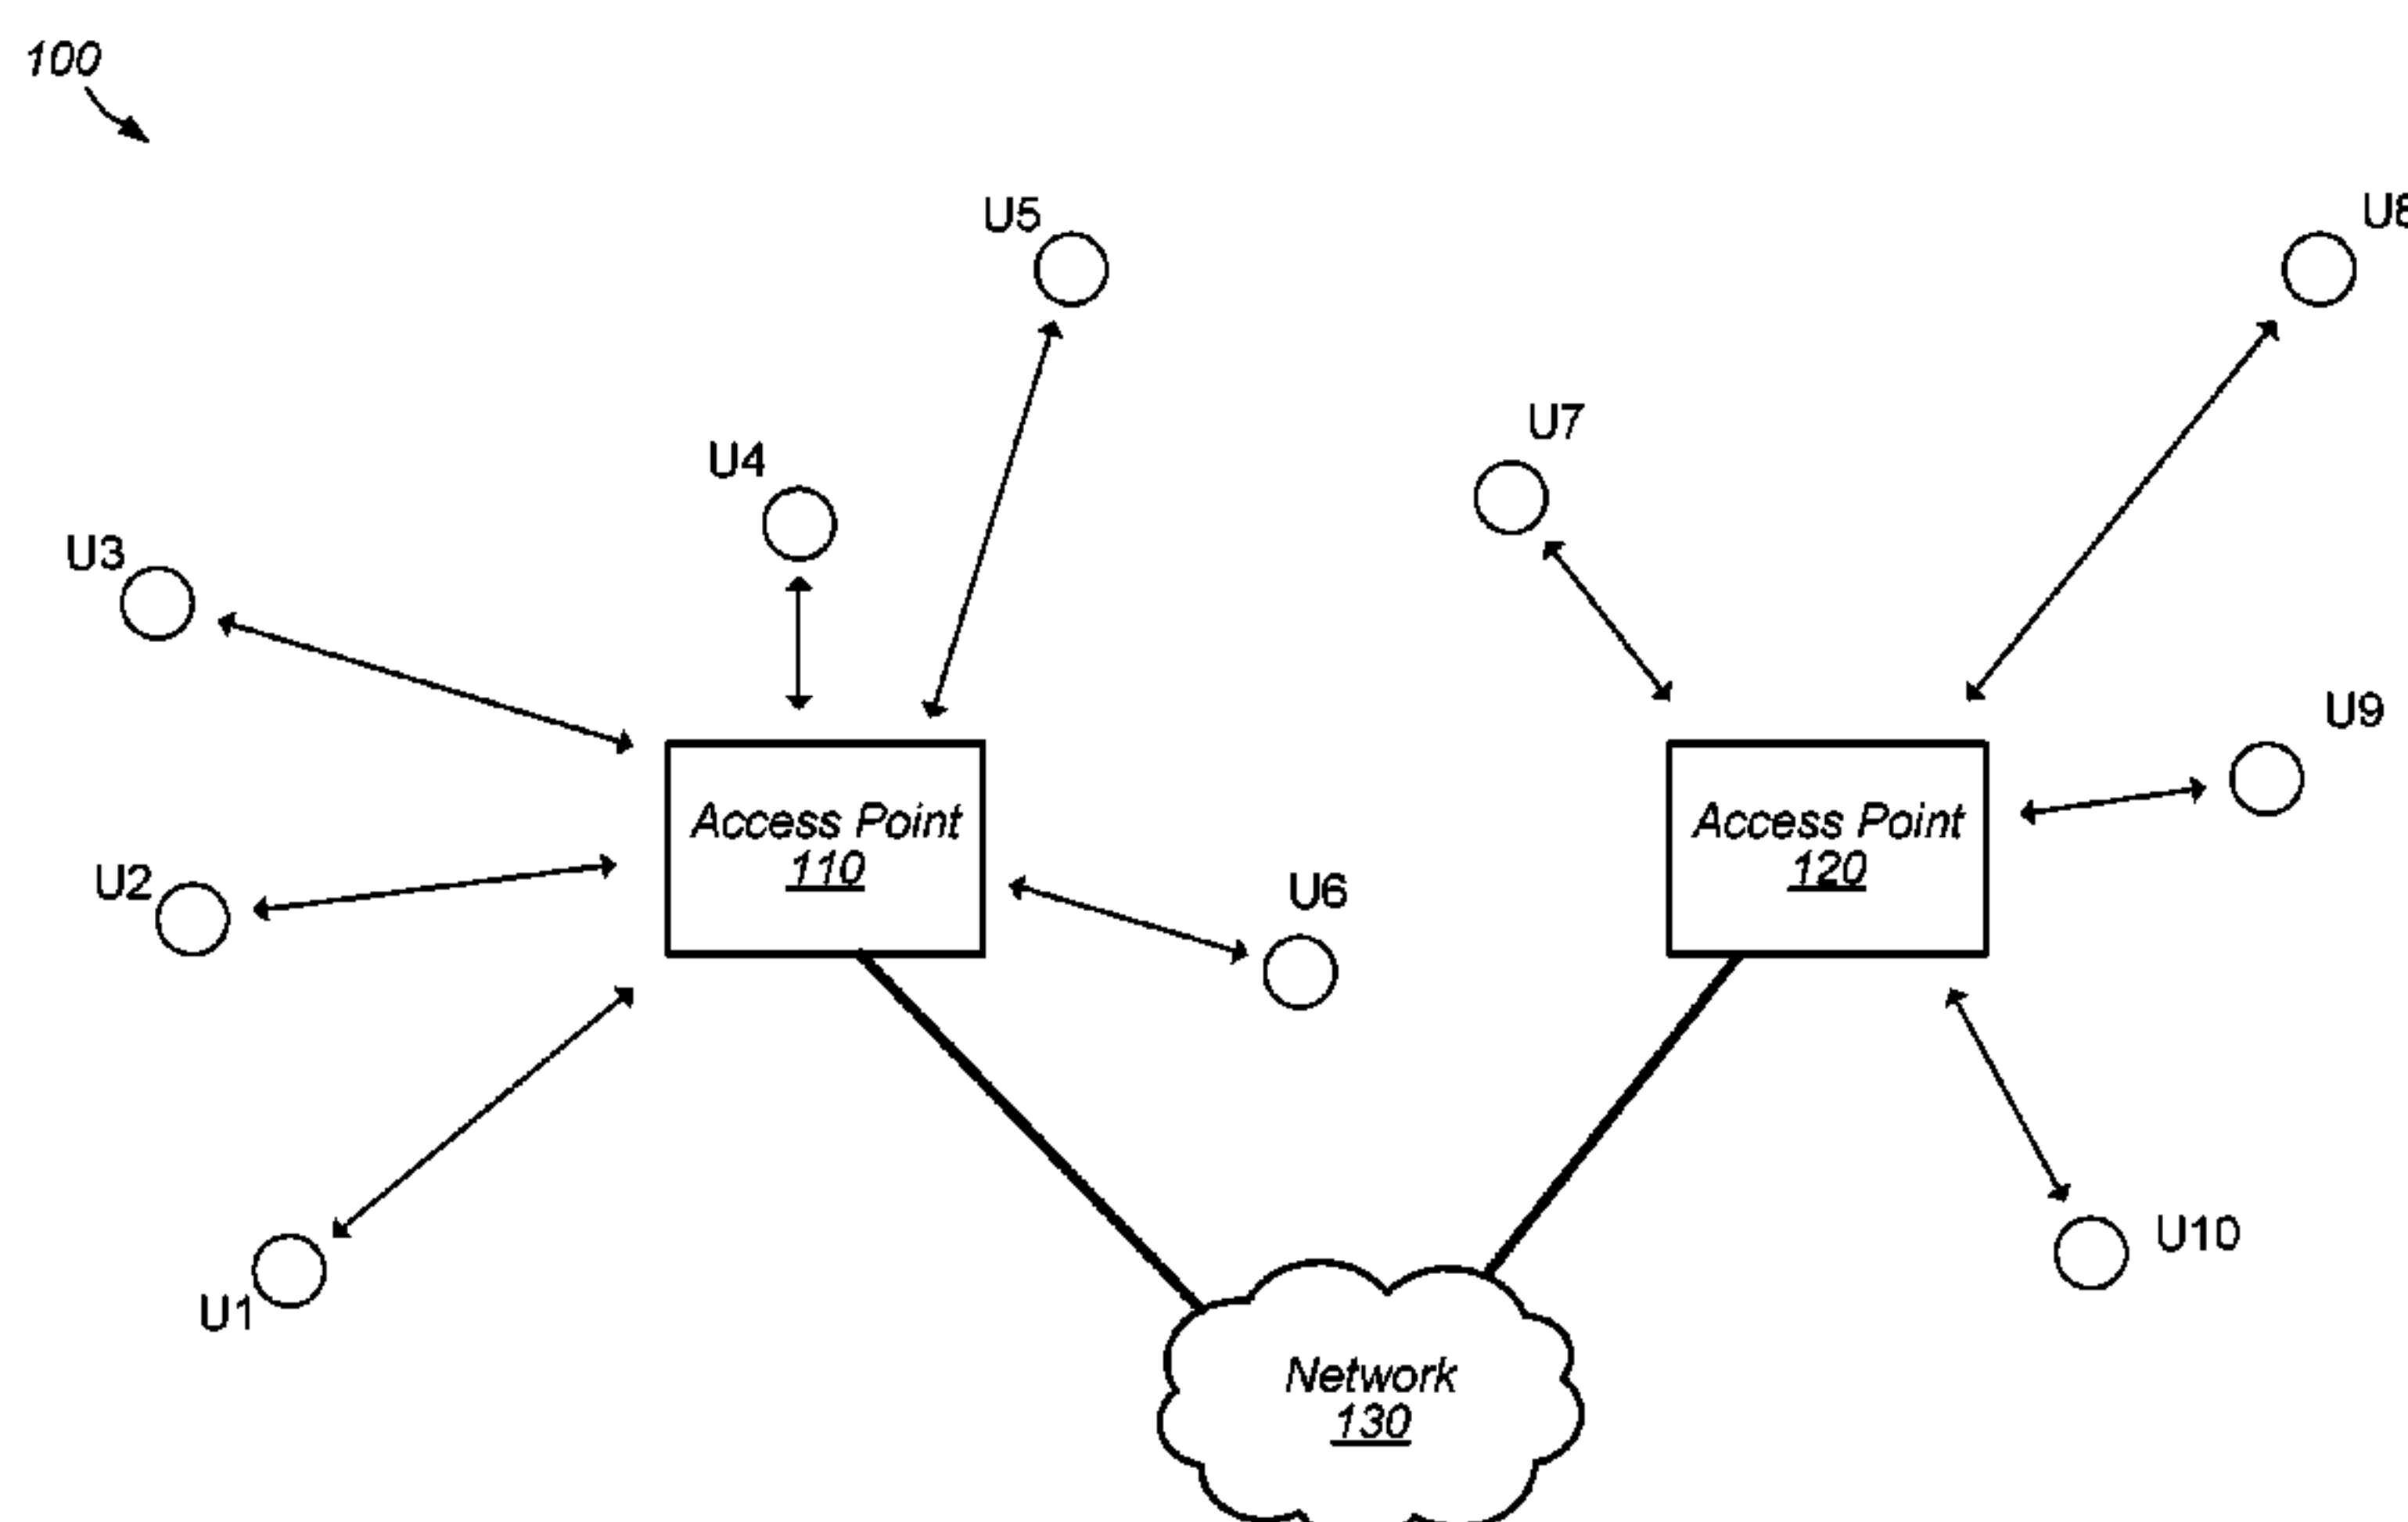 100
U5
U8
U7
U4
U3
U9
Access Point
110
Access Point
120
U2
U6
U10
U1
Network
130